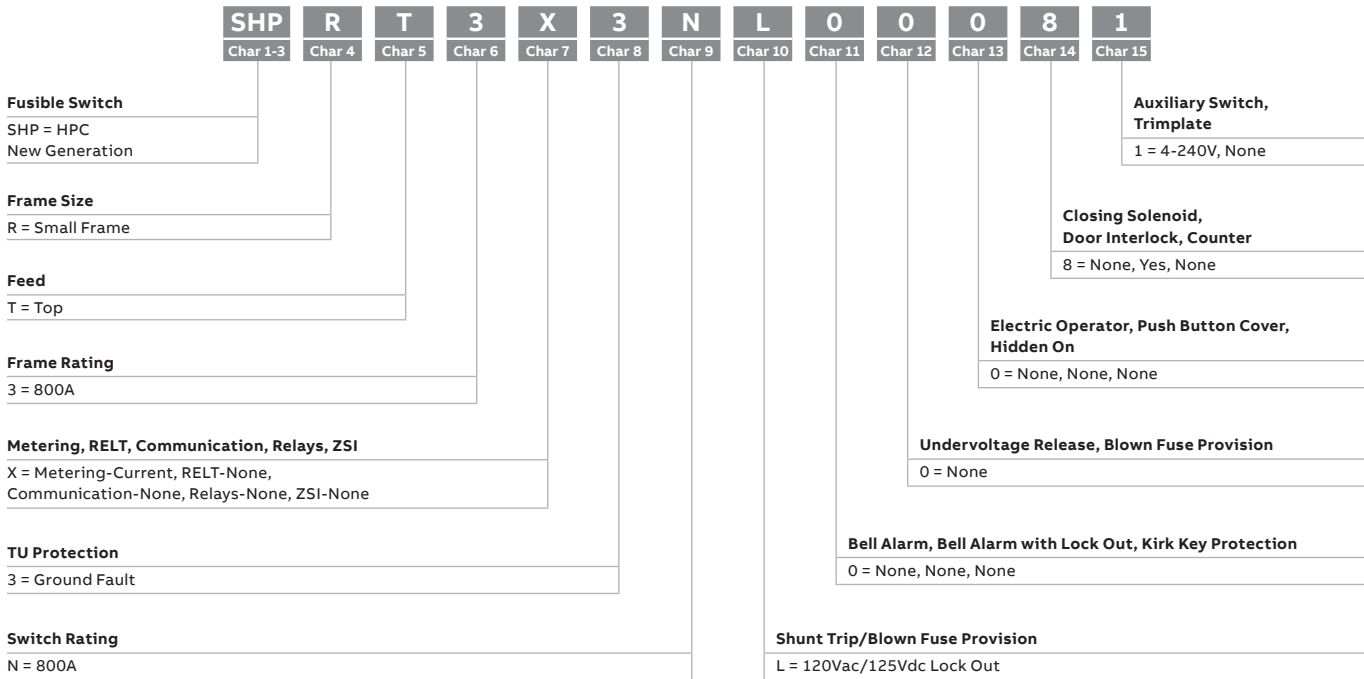 SHP R T 3 X 3 N L 0 0 0 8 1
Char 1-3 Char 4 Char 5 Char 6 Char 7 Char 8 Char 9 Char 10 Char 11 Char 12 Char 13 Char 14 Char 15
Fusible Switch
SHP = HPC
New Generation
Frame Size
R = Small Frame
Feed
T = Top
Frame Rating
3 = 800A
Metering, RELT, Communication, Relays, ZSI
X = Metering-Current, RELT-None,
Communication-None, Relays-None, ZSI-None
TU Protection
3 = Ground Fault
Switch Rating
N = 800A
Auxiliary Switch,
Trimplate
1 = 4-240V, None
Closing Solenoid,
Door Interlock, Counter
8 = None, Yes, None
Electric Operator, Push Button Cover,
Hidden On
0 = None, None, None
Undervoltage Release, Blown Fuse Provision
0 = None
Bell Alarm, Bell Alarm with Lock Out, Kirk Key Protection
0 = None, None, None
Shunt Trip/Blown Fuse Provision
L = 120Vac/125Vdc Lock Out